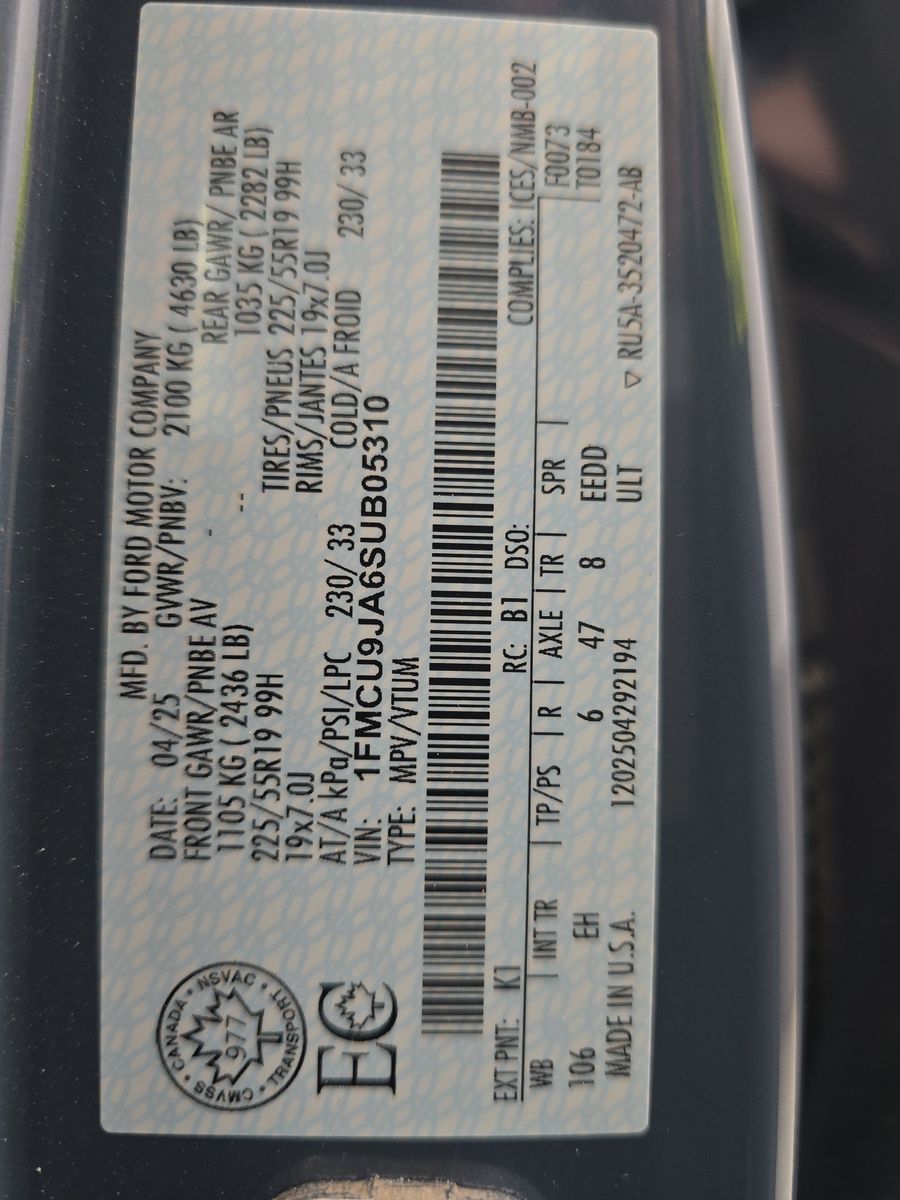 MFD. BY FORD MOTOR COMPANY
DATE: 04/25 GVWR/PNBV: 2100 KG ( 4630 LB)
FRONT GAWR/PNBE AV - REAR GAWR/ PNBE AR
1105 KG ( 2436 LB) -- 1035 KG ( 2282 LB)
225/55R19 99H TIRES/PNEUS 225/55R19 99H
19x7.0J RIMS/JANTES 19x7.0J
AT/A kPa/PSI/LPC 230/ 33 COLD/A FROID 230/ 33
VIN: 1FMCU9JA6SUB05310
TYPE: MPV/VTUM
CANADA · NSVAC · TRANSPORT · CMVSS
977
EC
EXT PNT: K1 RC: B1 DSO: COMPLIES: ICES/NMB-002
WB | INT TR | TP/PS | R | AXLE | TR | SPR | F0073
106 EH 6 47 8 EEDD T0184
MADE IN U.S.A. 1202504292194 ULT ▽ RU5A-3520472-AB